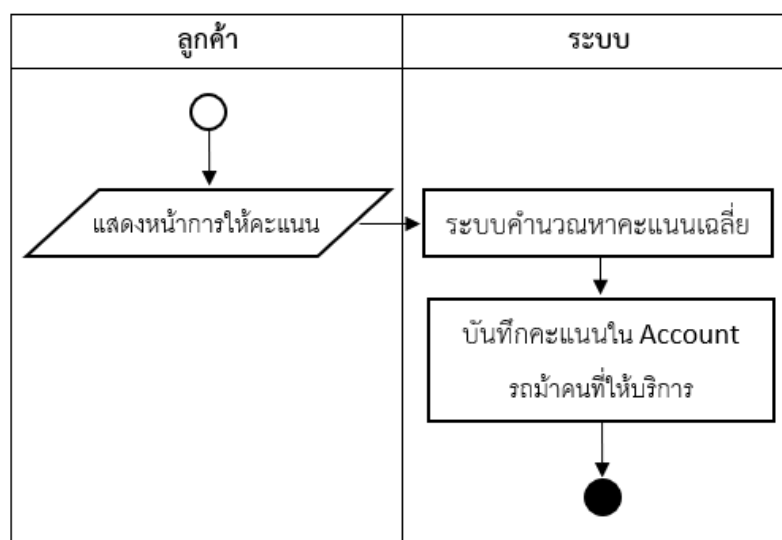 ลูกค้า
ระบบ
แสดงหน้าการให้คะแนน
ระบบคำนวณหาคะแนนเฉลี่ย
บันทึกคะแนนใน Account
รถม้าคนที่ให้บริการ